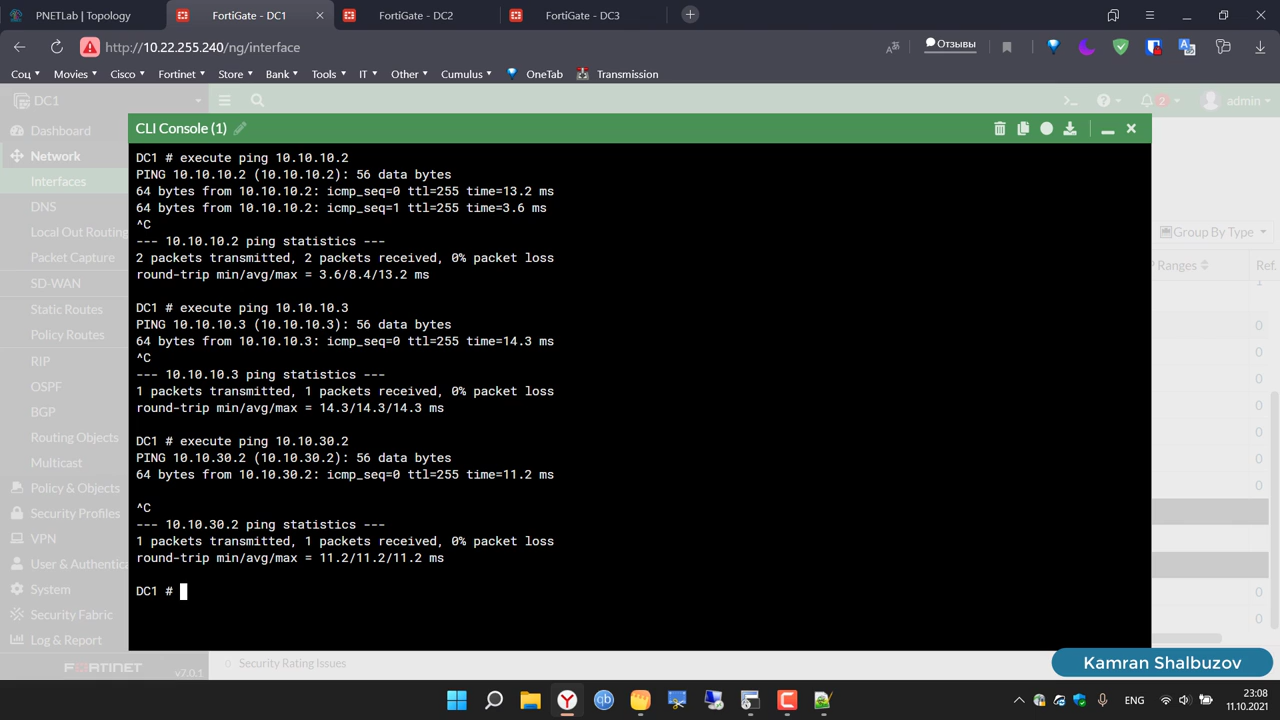 PNETLab | Topology
FortiGate - DC1
FortiGate - DC2
FortiGate - DC3
http://10.22.255.240/ng/interface
Отзывы
Соц
Movies
Cisco
Fortinet
Store
Bank
Tools
IT
Other
Cumulus
OneTab
Transmission
DC1
2
admin
CLI Console (1)
Dashboard
Network
Interfaces
DNS
Local Out Routing
Packet Capture
SD-WAN
Static Routes
Policy Routes
RIP
OSPF
BGP
Routing Objects
Multicast
Policy & Objects
Security Profiles
VPN
User & Authentica
System
Security Fabric
Log & Report
FORTINET
v7.0.1
DC1 # execute ping 10.10.10.2
PING 10.10.10.2 (10.10.10.2): 56 data bytes
64 bytes from 10.10.10.2: icmp_seq=0 ttl=255 time=13.2 ms
64 bytes from 10.10.10.2: icmp_seq=1 ttl=255 time=3.6 ms
^C
--- 10.10.10.2 ping statistics ---
2 packets transmitted, 2 packets received, 0% packet loss
round-trip min/avg/max = 3.6/8.4/13.2 ms
DC1 # execute ping 10.10.10.3
PING 10.10.10.3 (10.10.10.3): 56 data bytes
64 bytes from 10.10.10.3: icmp_seq=0 ttl=255 time=14.3 ms
^C
--- 10.10.10.3 ping statistics ---
1 packets transmitted, 1 packets received, 0% packet loss
round-trip min/avg/max = 14.3/14.3/14.3 ms
DC1 # execute ping 10.10.30.2
PING 10.10.30.2 (10.10.30.2): 56 data bytes
64 bytes from 10.10.30.2: icmp_seq=0 ttl=255 time=11.2 ms
^C
--- 10.10.30.2 ping statistics ---
1 packets transmitted, 1 packets received, 0% packet loss
round-trip min/avg/max = 11.2/11.2/11.2 ms
DC1 #
Group By Type
P Ranges
Ref.
1
0
0
0
0
0
0
0
0
0
0 Security Rating Issues
Kamran Shalbuzov
ENG
23:08
11.10.2021